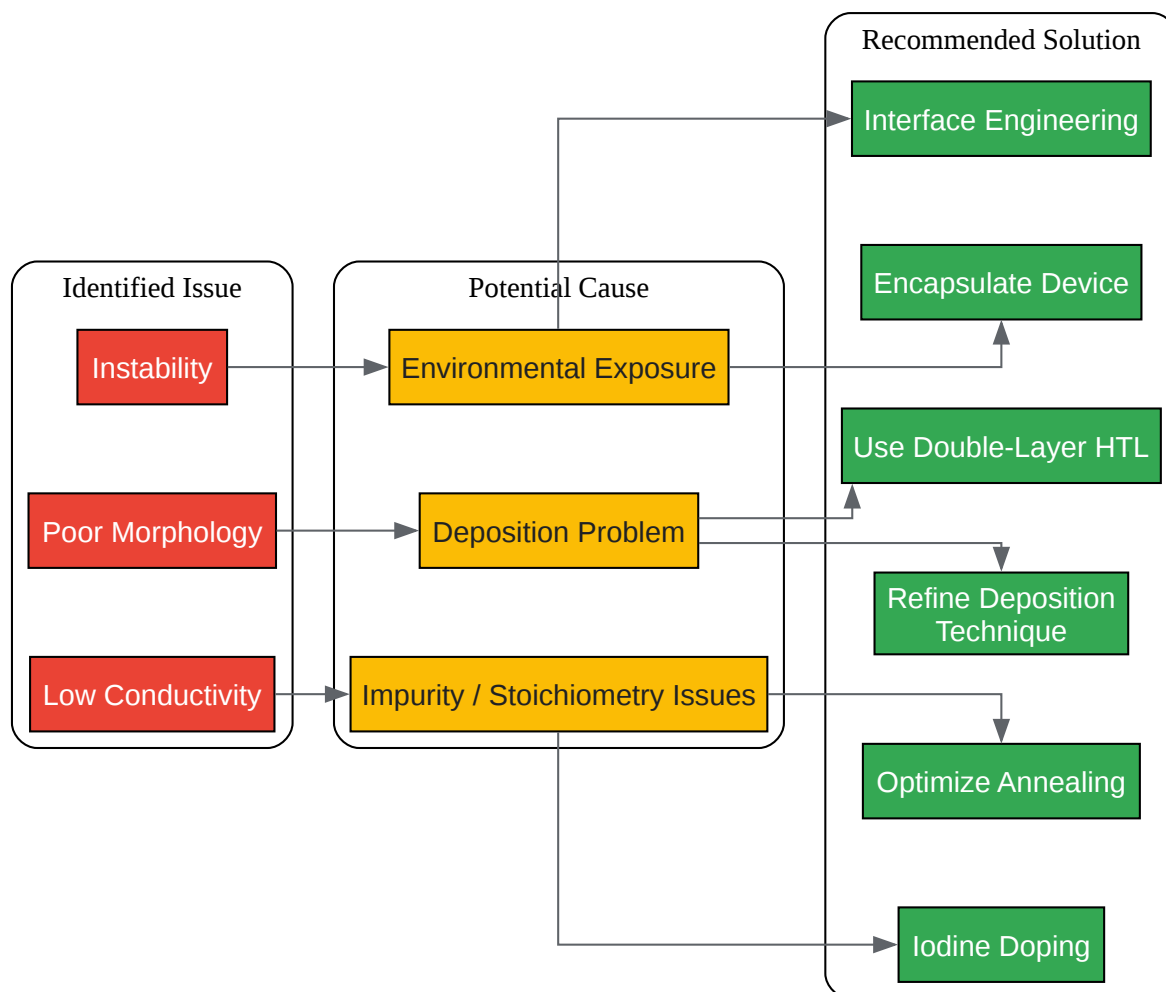 Recommended Solution
Interface Engineering
Encapsulate Device
Identified Issue
Potential Cause
Instability
Environmental Exposure
Use Double-Layer HTL
Poor Morphology
Deposition Problem
Refine Deposition
Technique
Low Conductivity
Impurity / Stoichiometry Issues
Optimize Annealing
Iodine Doping